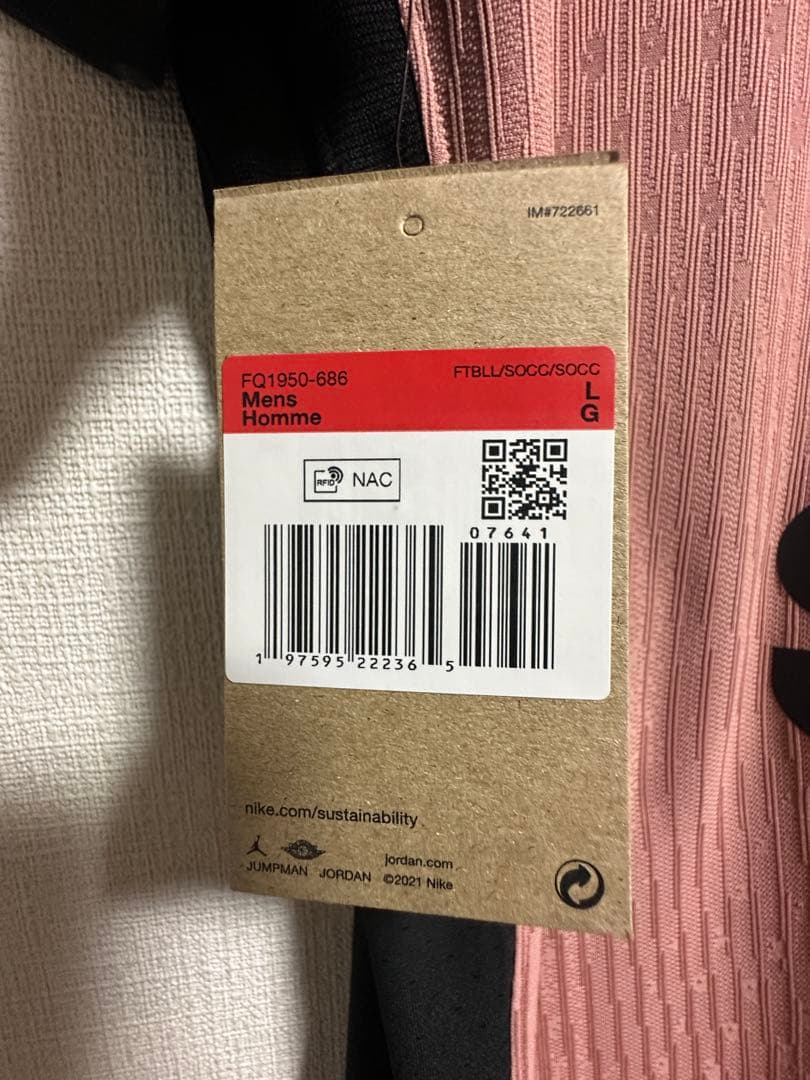 IM#722661
FQ1950-686
FTBLL/SOCC/SOCC
Mens
L
Homme
G
RFID NAC
07641
1 97595 22236 5
nike.com/sustainability
jordan.com
JUMPMAN JORDAN ©2021 Nike